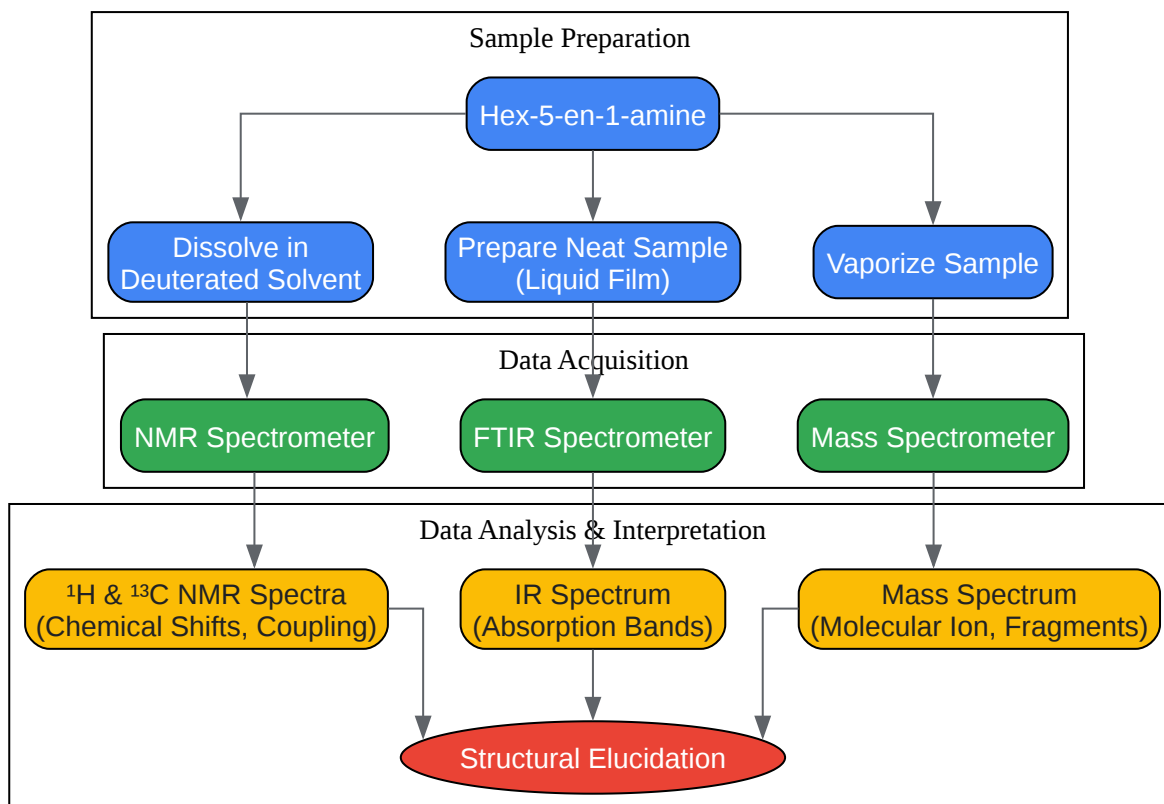 Sample Preparation
Hex-5-en-1-amine
Dissolve in
Deuterated Solvent
Prepare Neat Sample
(Liquid Film)
Vaporize Sample
Data Acquisition
NMR Spectrometer
FTIR Spectrometer
Mass Spectrometer
Data Analysis & Interpretation
¹H & ¹³C NMR Spectra
(Chemical Shifts, Coupling)
IR Spectrum
(Absorption Bands)
Mass Spectrum
(Molecular Ion, Fragments)
Structural Elucidation